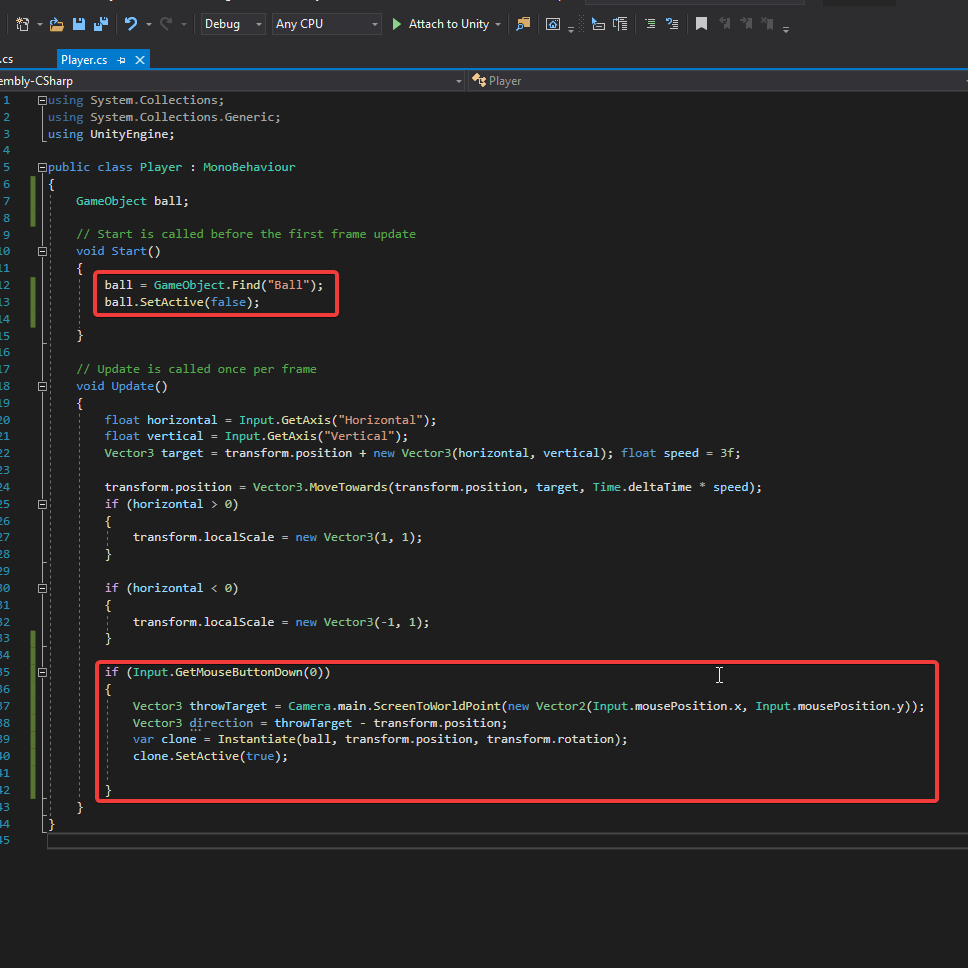 Debug Any CPU Attach to Unity
.cs Player.cs
embly-CSharp Player
1 using System.Collections;
2 using System.Collections.Generic;
3 using UnityEngine;
4
5 public class Player : MonoBehaviour
6 {
7 GameObject ball;
8
9 // Start is called before the first frame update
10 void Start()
11 {
12 ball = GameObject.Find("Ball");
13 ball.SetActive(false);
14
15 }
16
17 // Update is called once per frame
18 void Update()
19 {
20 float horizontal = Input.GetAxis("Horizontal");
21 float vertical = Input.GetAxis("Vertical");
22 Vector3 target = transform.position + new Vector3(horizontal, vertical); float speed = 3f;
23
24 transform.position = Vector3.MoveTowards(transform.position, target, Time.deltaTime * speed);
25 if (horizontal > 0)
26 {
27 transform.localScale = new Vector3(1, 1);
28 }
29
30 if (horizontal < 0)
31 {
32 transform.localScale = new Vector3(-1, 1);
33 }
34
35 if (Input.GetMouseButtonDown(0))
36 {
37 Vector3 throwTarget = Camera.main.ScreenToWorldPoint(new Vector2(Input.mousePosition.x, Input.mousePosition.y));
38 Vector3 direction = throwTarget - transform.position;
39 var clone = Instantiate(ball, transform.position, transform.rotation);
40 clone.SetActive(true);
41
42 }
43 }
44 }
45